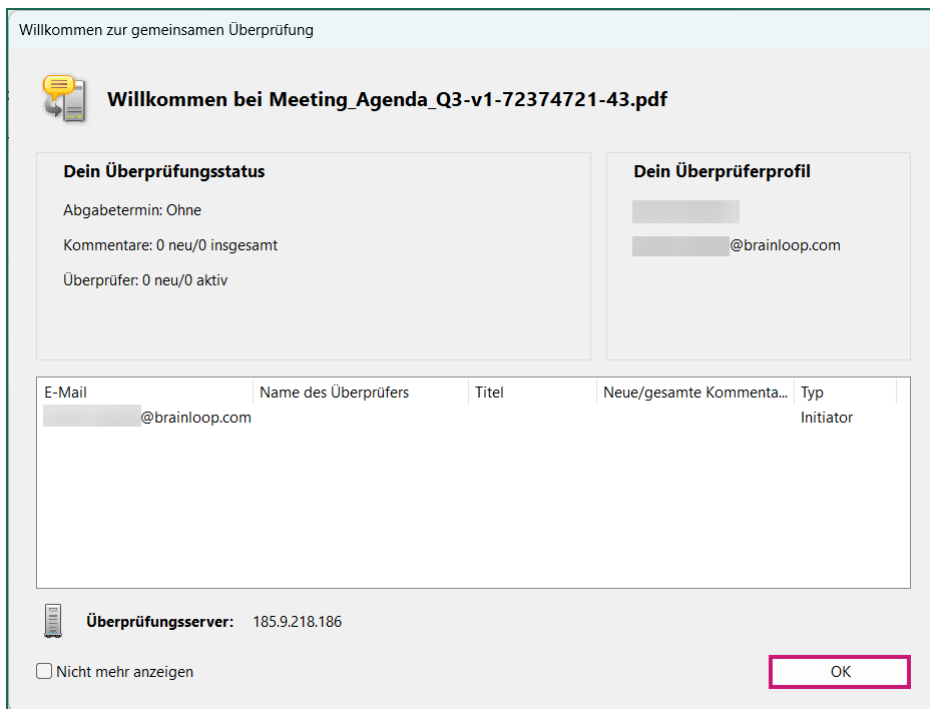 Willkommen zur gemeinsamen Überprüfung
Willkommen bei Meeting_Agenda_Q3-v1-72374721-43.pdf
Dein Überprüfungsstatus
Abgabetermin: Ohne
Kommentare: 0 neu/0 insgesamt
Überprüfer: 0 neu/0 aktiv
Dein Überprüferprofil
@brainloop.com
E-Mail Name des Überprüfers Titel Neue/gesamte Kommenta... Typ
@brainloop.com Initiator
Überprüfungsserver: 185.9.218.186
Nicht mehr anzeigen
OK